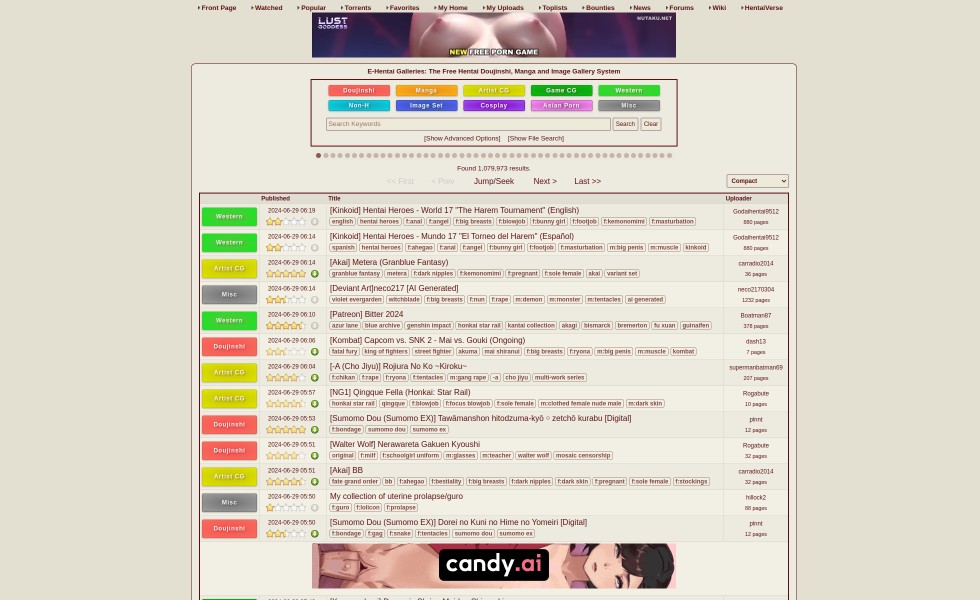 Front Page Watched Popular Torrents Favorites My Home My Uploads Toplists Bounties News Forums Wiki HentaiVerse
LUST GODDESS
NUTAKU.NET
NEW FREE PORN GAME
E-Hentai Galleries: The Free Hentai Doujinshi, Manga and Image Gallery System
Doujinshi Manga Artist CG Game CG Western
Non-H Image Set Cosplay Asian Porn Misc
Search Keywords Search Clear
[Show Advanced Options] [Show File Search]
Found 1,079,973 results.
<< First < Prev Jump/Seek Next > Last >> Compact
Published Title Uploader
Western 2024-06-29 06:19 [Kinkoid] Hentai Heroes - World 17 "The Harem Tournament" (English) Godaihentai9512
english hentai heroes f:anal f:angel f:big breasts f:blowjob f:bunny girl f:footjob f:kemonomimi f:masturbation 880 pages
Western 2024-06-29 06:14 [Kinkoid] Hentai Heroes - Mundo 17 "El Torneo del Harem" (Español) Godaihentai9512
spanish hentai heroes f:ahegao f:anal f:angel f:bunny girl f:footjob f:masturbation m:big penis m:muscle kinkoid 880 pages
Artist CG 2024-06-29 06:14 [Akai] Metera (Granblue Fantasy) carradio2014
granblue fantasy metera f:dark nipples f:kemonomimi f:pregnant f:sole female akai variant set 36 pages
Misc 2024-06-29 06:14 [Deviant Art]neco217 [AI Generated] neco2170304
violet evergarden witchblade f:big breasts f:nun f:rape m:demon m:monster m:tentacles ai generated 1232 pages
Western 2024-06-29 06:10 [Patreon] Bitter 2024 Boatman87
azur lane blue archive genshin impact honkai star rail kantai collection akagi bismarck bremerton fu xuan guinaifen 378 pages
Doujinshi 2024-06-29 06:06 [Kombat] Capcom vs. SNK 2 - Mai vs. Gouki (Ongoing) dash13
fatal fury king of fighters street fighter akuma mai shiranui f:big breasts f:ryona m:big penis m:muscle kombat 7 pages
Artist CG 2024-06-29 06:04 [-A (Cho Jiyu)] Rojiura No Ko ~Kiroku~ supermanbatman69
f:chikan f:rape f:ryona f:tentacles m:gang rape -a cho jiyu multi-work series 207 pages
Artist CG 2024-06-29 05:57 [NG1] Qingque Fella (Honkai: Star Rail) Rogabute
honkai star rail qingque f:blowjob f:focus blowjob f:sole female m:clothed female nude male m:dark skin 10 pages
Doujinshi 2024-06-29 05:53 [Sumomo Dou (Sumomo EX)] Tawāmanshon hitodzuma-kyō ○ zetchō kurabu [Digital] plnnt
f:bondage sumomo dou sumomo ex 12 pages
Doujinshi 2024-06-29 05:51 [Walter Wolf] Nerawareta Gakuen Kyoushi Rogabute
original f:milf f:schoolgirl uniform m:glasses m:teacher walter wolf mosaic censorship 32 pages
Artist CG 2024-06-29 05:51 [Akai] BB carradio2014
fate grand order bb f:ahegao f:bestiality f:big breasts f:dark nipples f:dark skin f:pregnant f:sole female f:stockings 32 pages
Misc 2024-06-29 05:50 My collection of uterine prolapse/guro hillock2
f:guro f:lolicon f:prolapse 88 pages
Doujinshi 2024-06-29 05:50 [Sumomo Dou (Sumomo EX)] Dorei no Kuni no Hime no Yomeiri [Digital] plnnt
f:bondage f:gag f:snake f:tentacles sumomo dou sumomo ex 12 pages
candy.ai